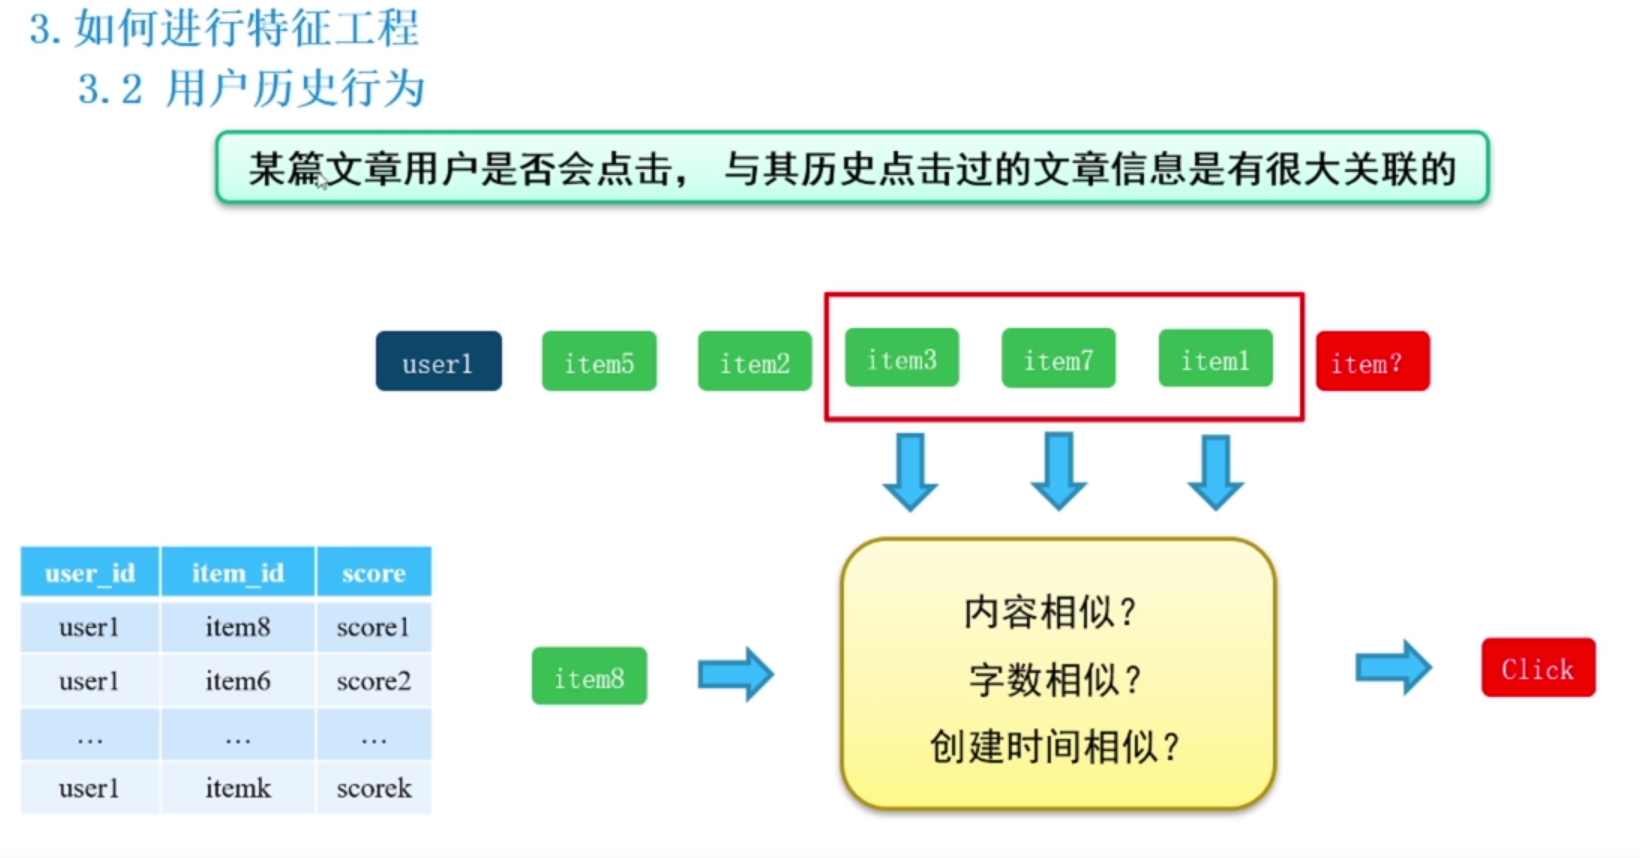 3. 如何进行特征工程
3.2 用户历史行为
某篇文章用户是否会点击， 与其历史点击过的文章信息是有很大关联的
user1 item5 item2 item3 item7 item1 item？
user_id item_id score
user1 item8 score1
user1 item6 score2
... ... ...
user1 itemk scorek
item8
内容相似？
字数相似？
创建时间相似？
Click